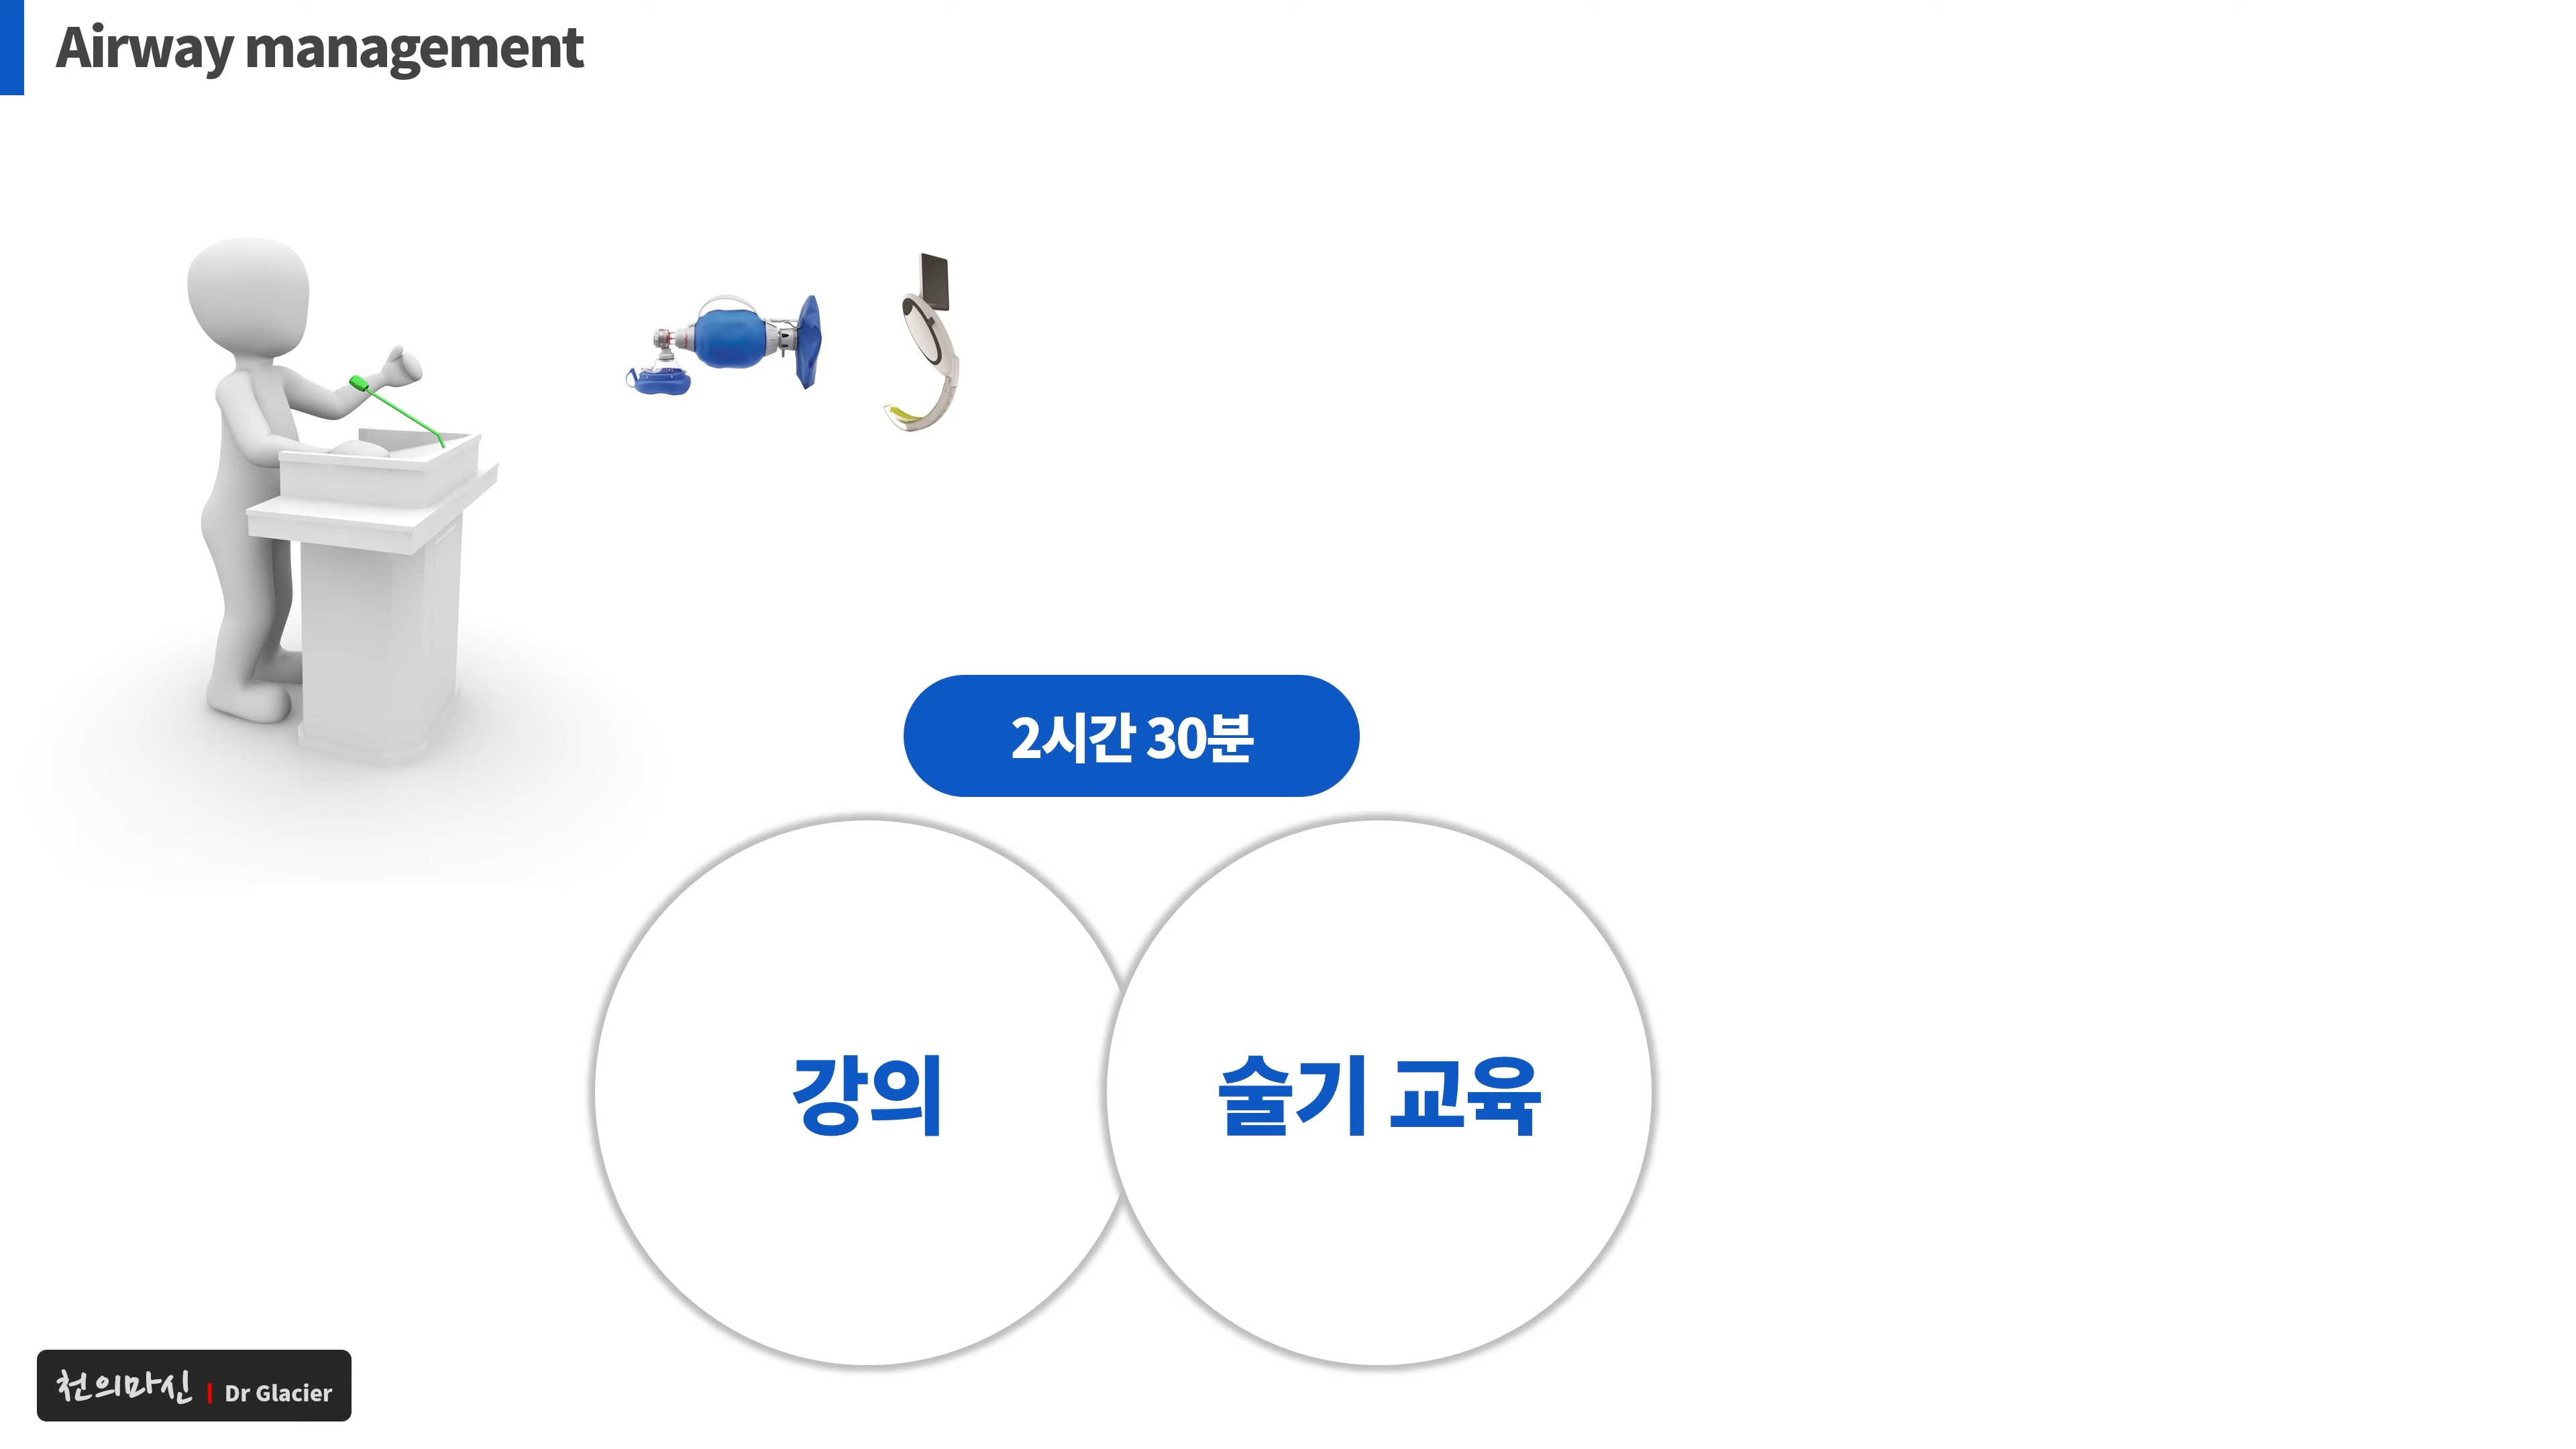 Airway management
2시간 30분
강의
술기 교육
천의마신 | Dr Glacier